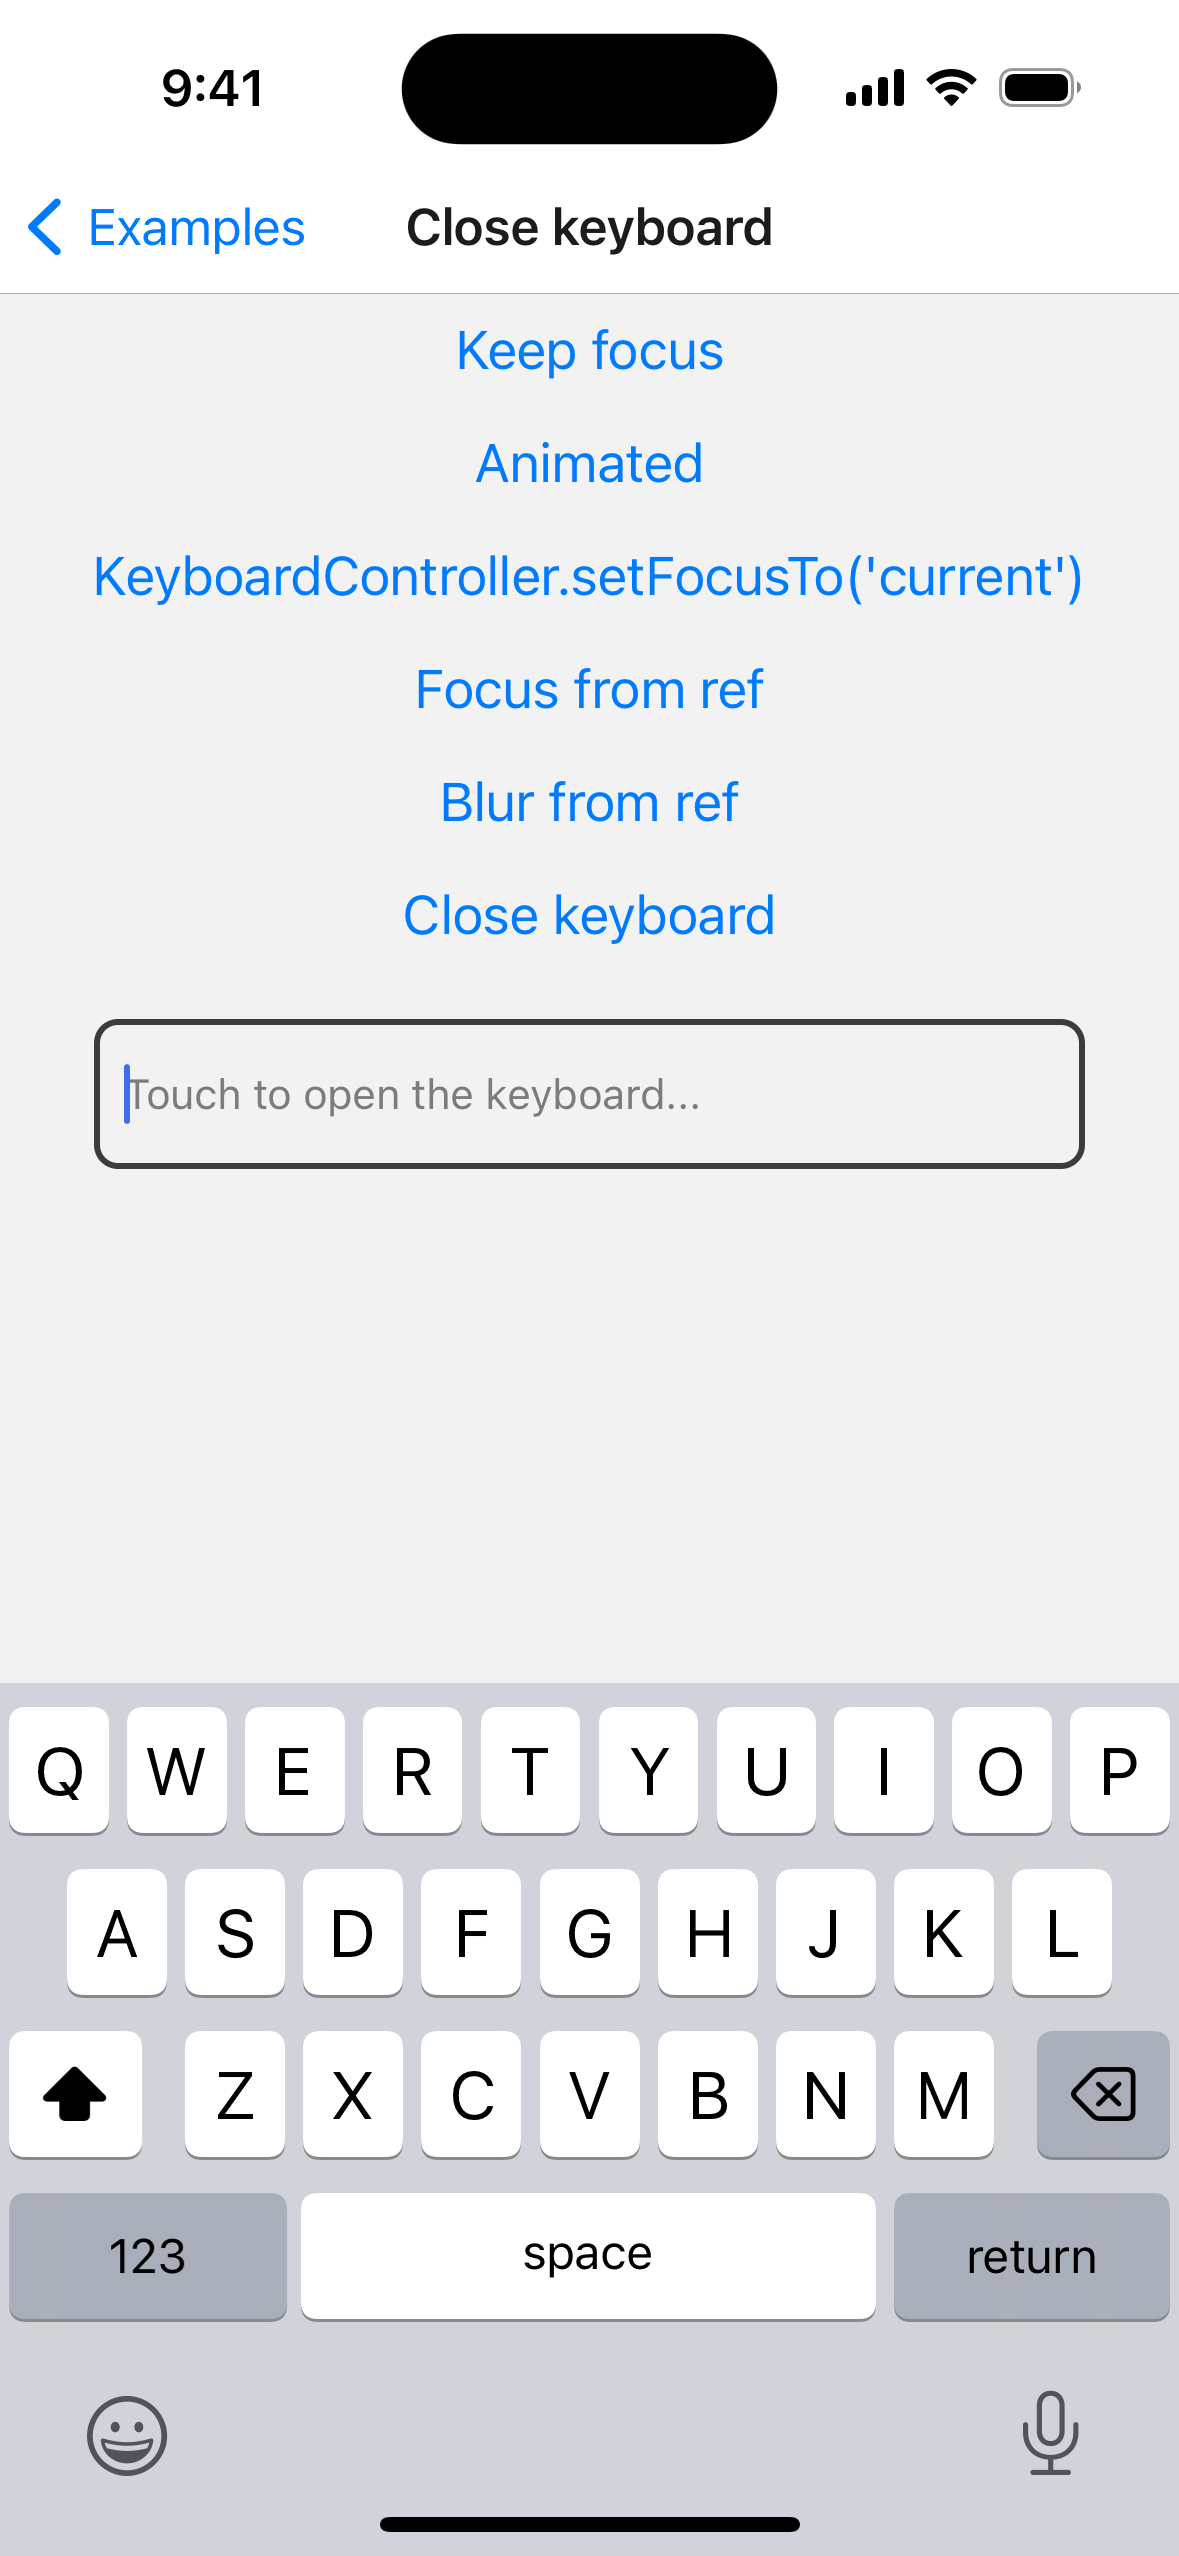 9:41
Examples
Close keyboard
Keep focus
Animated
KeyboardController.setFocusTo('current')
Focus from ref
Blur from ref
Close keyboard
Touch to open the keyboard...
Q W E R T Y U I O P
A S D F G H J K L
Z X C V B N M
123 space return